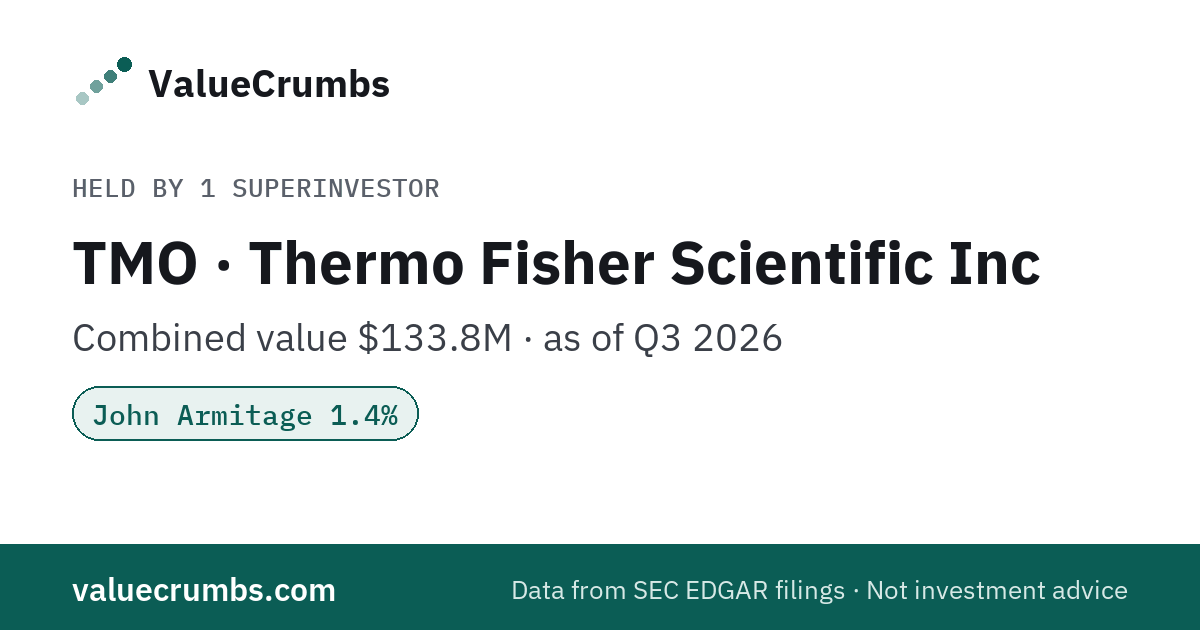 ValueCrumbs
HELD BY 1 SUPERINVESTOR
TMO · Thermo Fisher Scientific Inc
Combined value $133.8M · as of Q3 2026
John Armitage 1.4%
valuecrumbs.com
Data from SEC EDGAR filings · Not investment advice